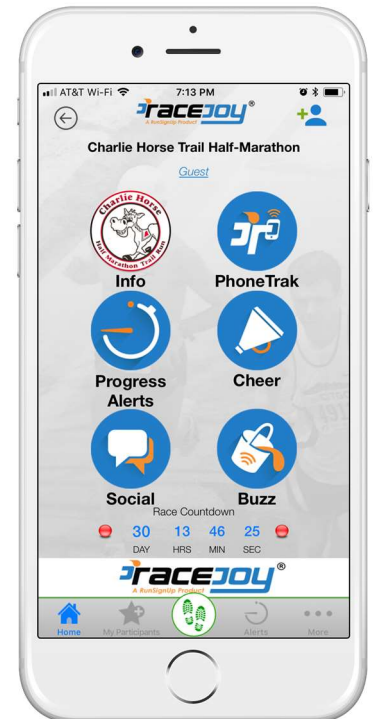 AT&T Wi-Fi 7:13 PM
RACEJOY®
A RunSignUp Product
Charlie Horse Trail Half-Marathon
Guest
Charlie Horse
Half Marathon Trail Run
Info
PhoneTrak
Progress
Alerts
Cheer
Social
Buzz
Race Countdown
30 13 46 25
DAY HRS MIN SEC
RACEJOY®
A RunSignUp Product
Home My Participants Alerts More